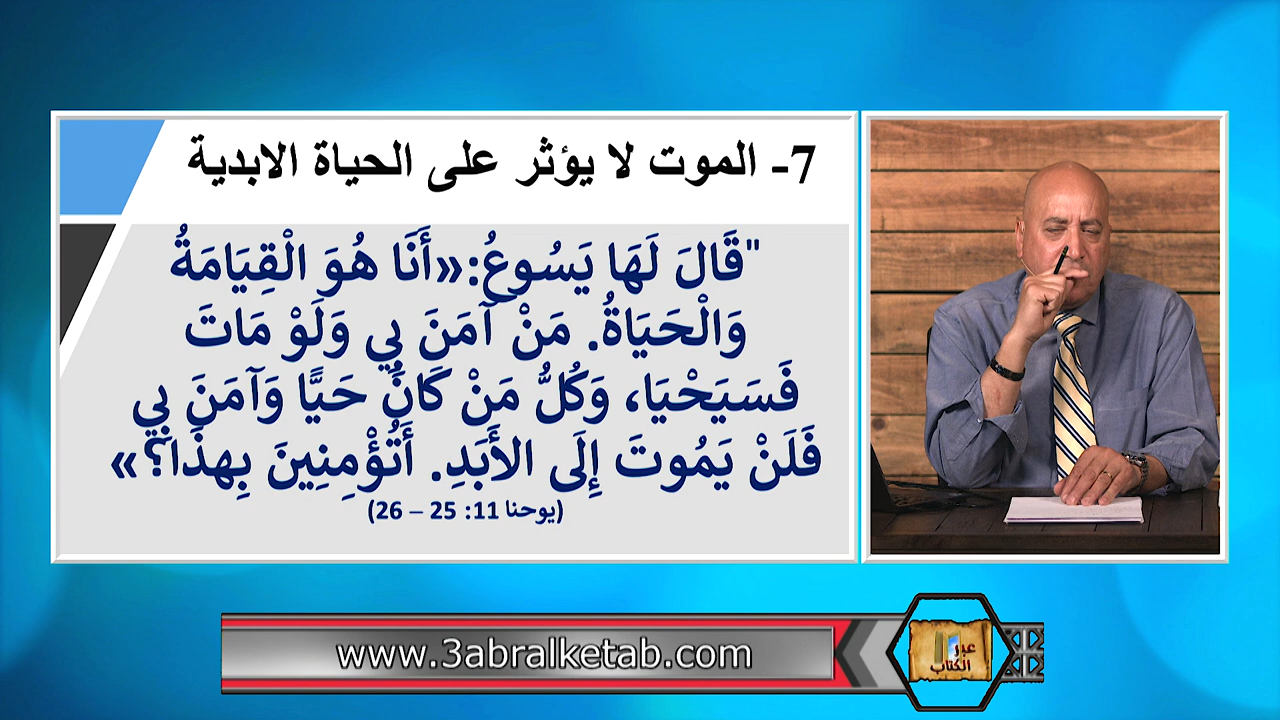 7- الموت لا يؤثر على الحياة الابدية
"قَالَ لَهَا يَسُوعُ:«أَنَا هُوَ الْقِيَامَةُ
وَالْحَيَاةُ. مَنْ آمَنَ بِي وَلَوْ مَاتَ
فَسَيَحْيَا، وَكُلُّ مَنْ كَانَ حَيًّا وَآمَنَ بِي
فَلَنْ يَمُوتَ إِلَى الأَبَدِ. أَتُؤْمِنِينَ بِهذَا؟»
(يوحنا 11: 25 – 26)
www.3abralketab.com
عبر
الكتاب